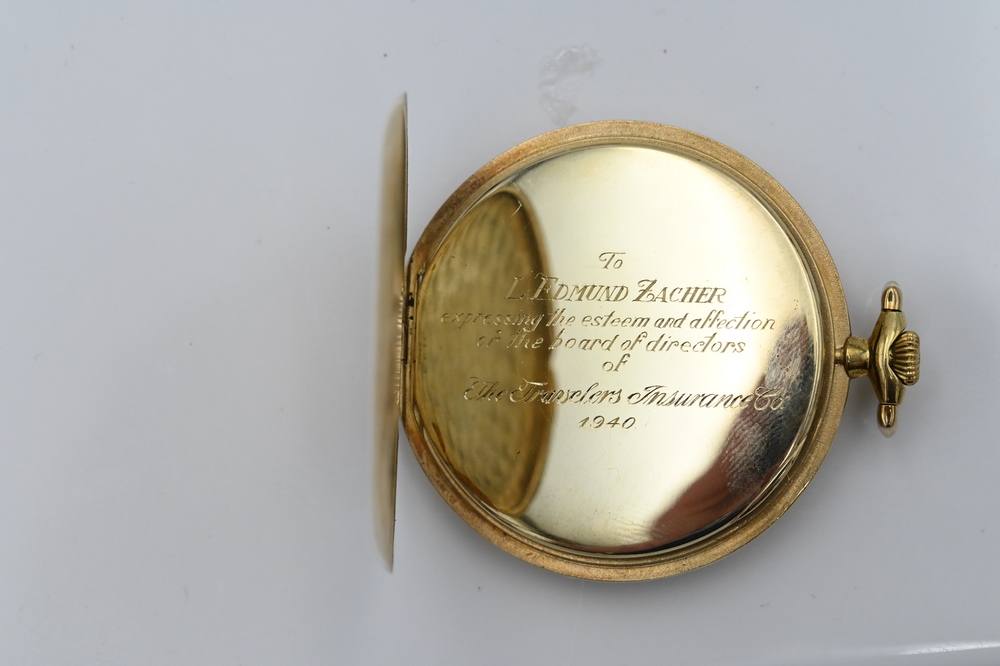 To
L. Edmund Zacher
expressing the esteem and affection
of the board of directors
of
The Travelers Insurance Co.
1940